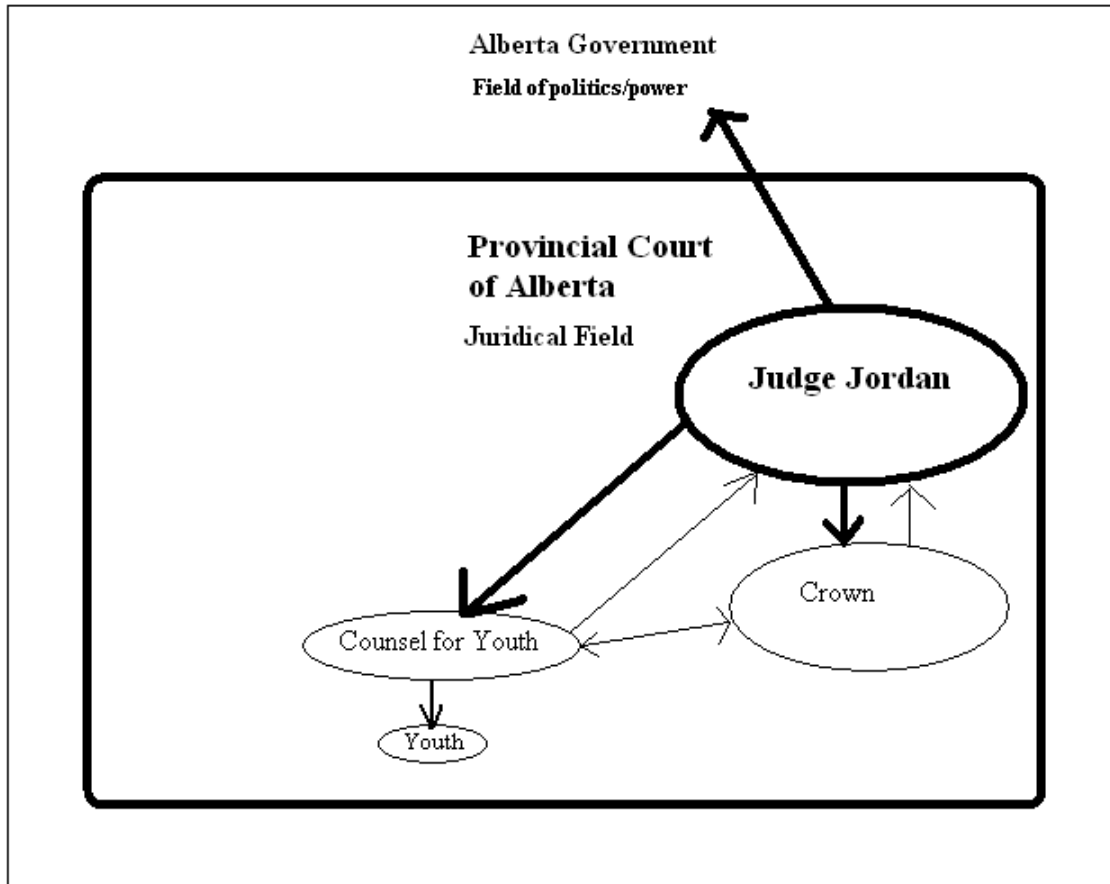 Alberta Government
Field of politics/power
Provincial Court
of Alberta
Juridical Field
Judge Jordan
Crown
Counsel for Youth
Youth